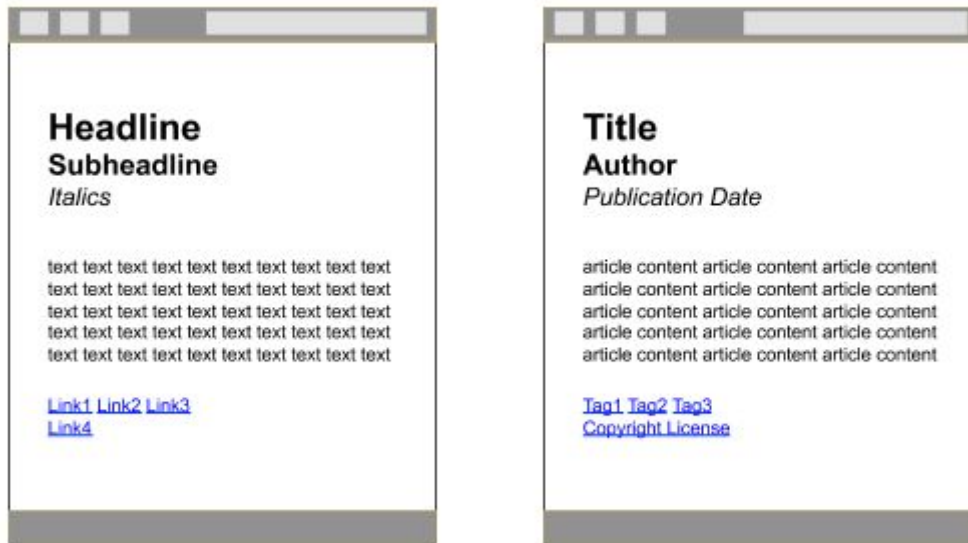 Headline
Subheadline
Italics
text text text text text text text text text text
text text text text text text text text text text
text text text text text text text text text text
text text text text text text text text text text
text text text text text text text text text text
Link1 Link2 Link3
Link4
Title
Author
Publication Date
article content article content article content
article content article content article content
article content article content article content
article content article content article content
article content article content article content
Tag1 Tag2 Tag3
Copyright License